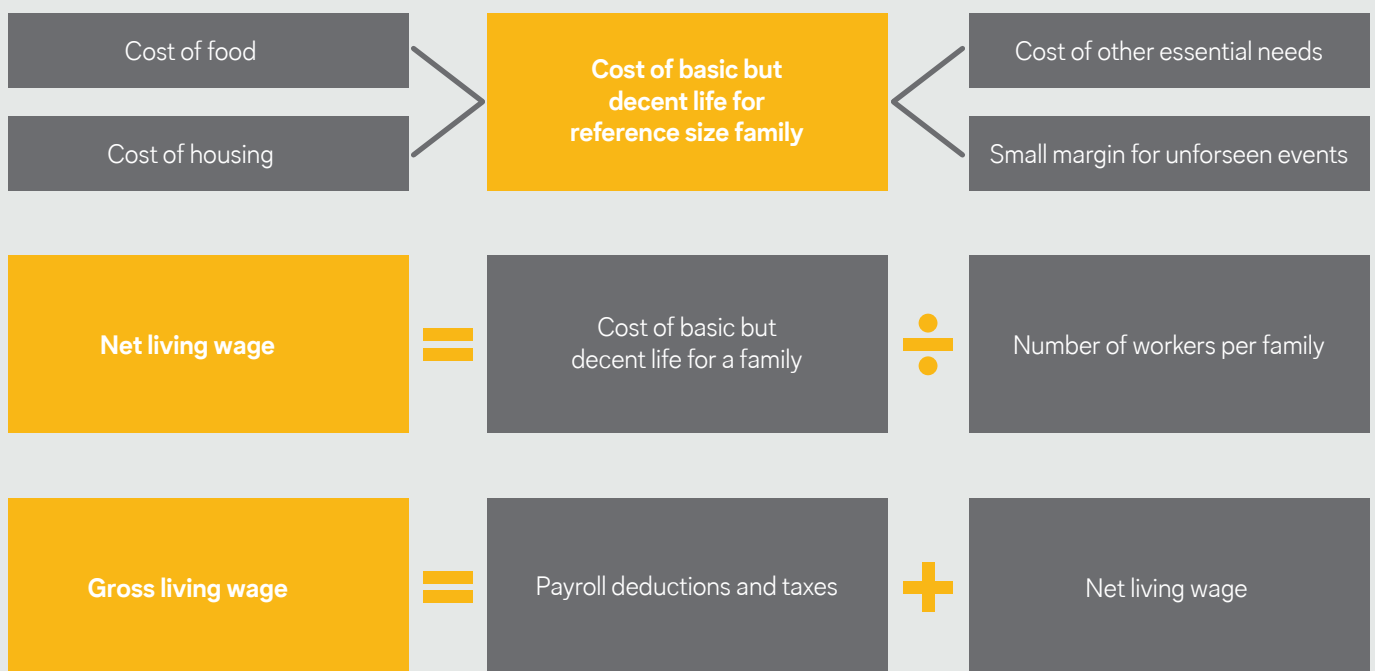 Cost of food
Cost of housing
Cost of basic but
decent life for
reference size family
Cost of other essential needs
Small margin for unforseen events
Net living wage
Cost of basic but
decent life for a family
Number of workers per family
Gross living wage
Payroll deductions and taxes
Net living wage